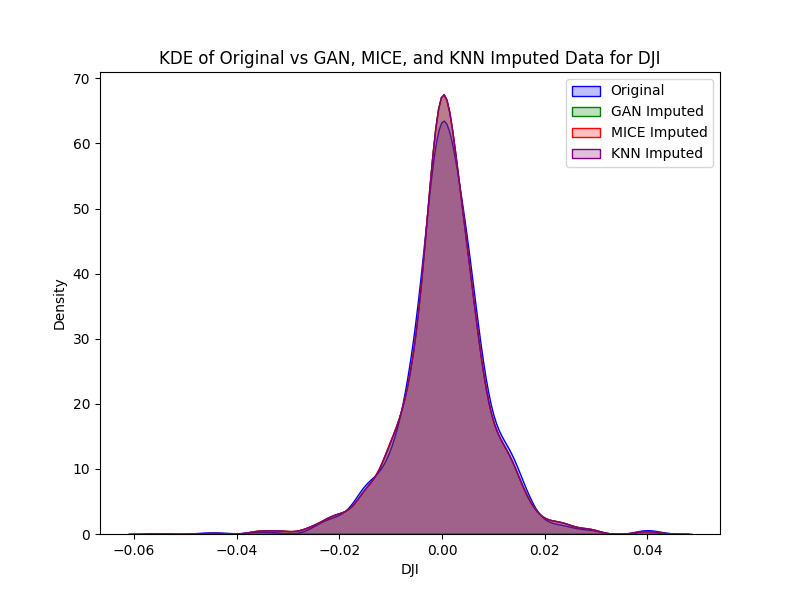 KDE of Original vs GAN, MICE, and KNN Imputed Data for DJI
70
60
50
40
30
20
10
0
Density
Original
GAN Imputed
MICE Imputed
KNN Imputed
−0.06 −0.04 −0.02 0.00 0.02 0.04
DJI